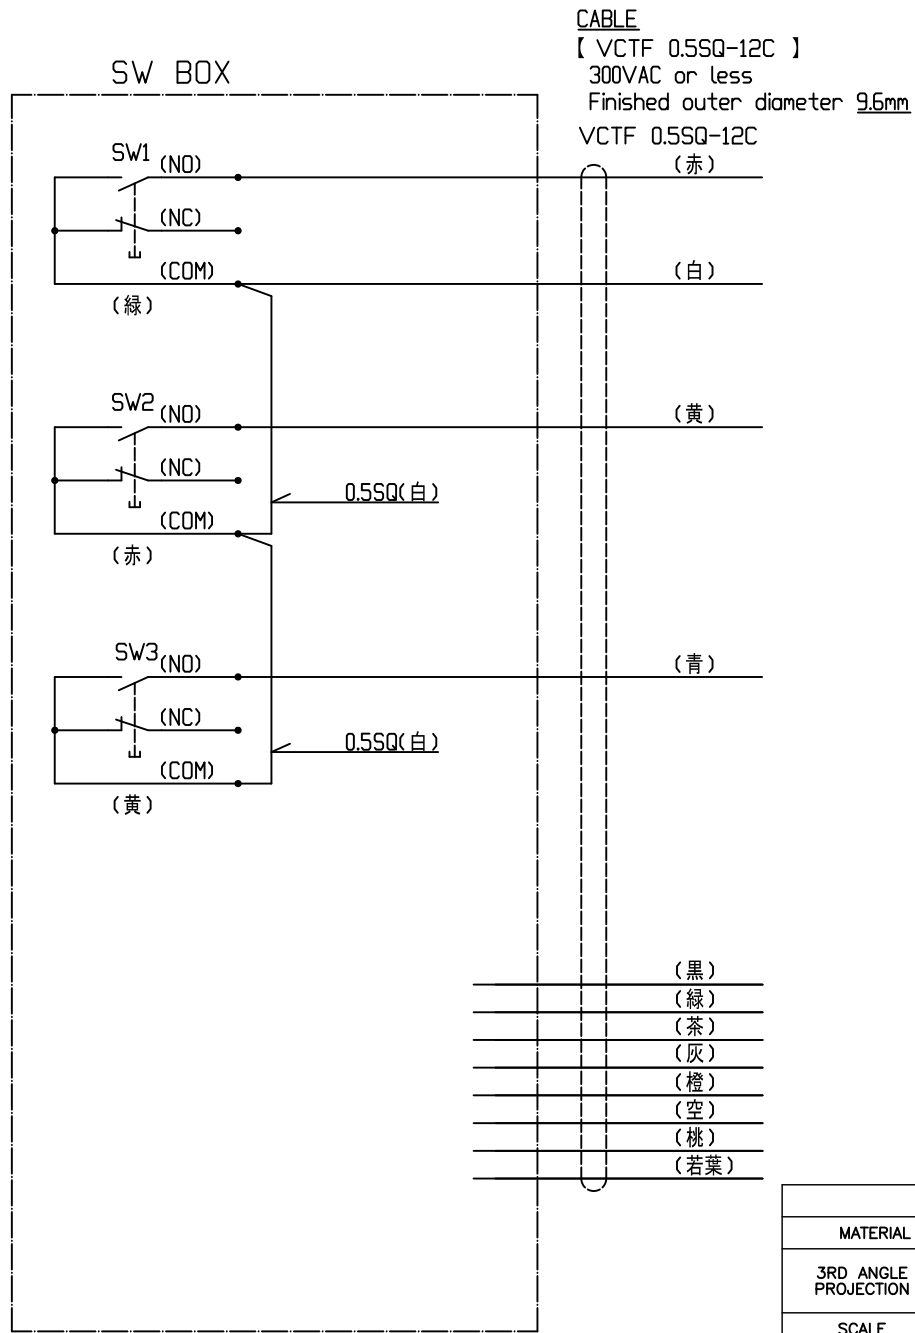 CABLE
【 VCTF 0.5SQ-12C 】
300VAC or less
Finished outer diameter 9.6mm
SW BOX
VCTF 0.5SQ-12C
SW1
(NO)
(赤)
(NC)
(COM)
(白)
(緑)
SW2
(NO)
(黄)
(NC)
0.5SQ(白)
(COM)
(赤)
SW3
(NO)
(青)
(NC)
0.5SQ(白)
(COM)
(黄)
(黒)
(緑)
(茶)
(灰)
(橙)
(空)
(桃)
(若葉)
MATERIAL
3RD ANGLE
PROJECTION
SCALE